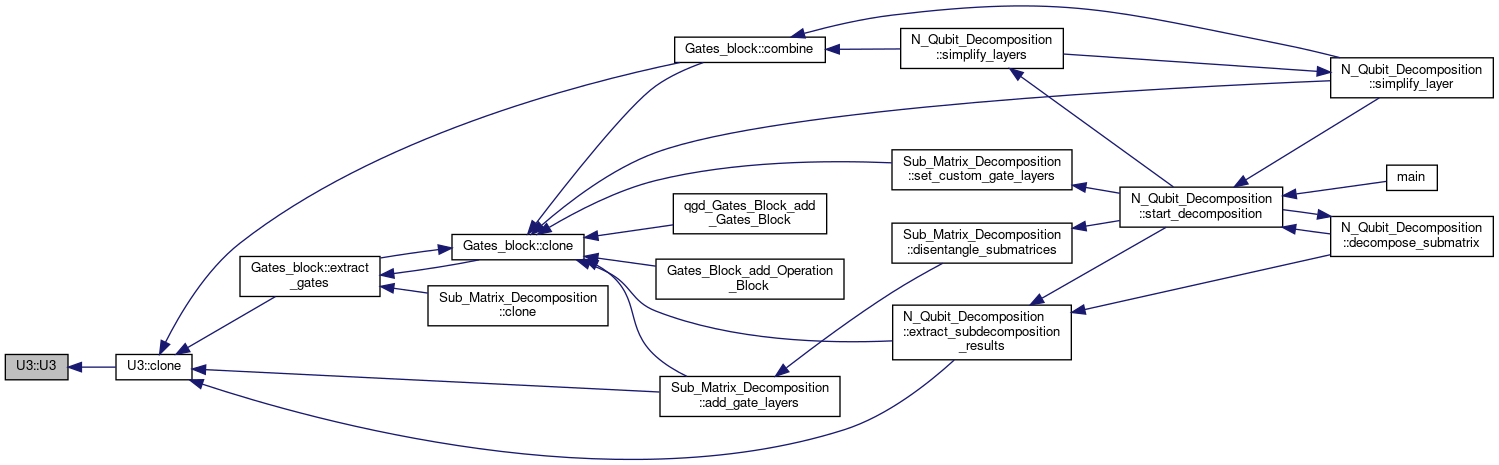 U3::U3
U3::clone
Gates_block::extract
_gates
Gates_block::clone
Sub_Matrix_Decomposition
::clone
Gates_block::combine
qgd_Gates_Block_add
_Gates_Block
Gates_Block_add_Operation
_Block
Sub_Matrix_Decomposition
::add_gate_layers
N_Qubit_Decomposition
::simplify_layers
Sub_Matrix_Decomposition
::set_custom_gate_layers
Sub_Matrix_Decomposition
::disentangle_submatrices
N_Qubit_Decomposition
::extract_subdecomposition
_results
N_Qubit_Decomposition
::start_decomposition
N_Qubit_Decomposition
::simplify_layer
main
N_Qubit_Decomposition
::decompose_submatrix